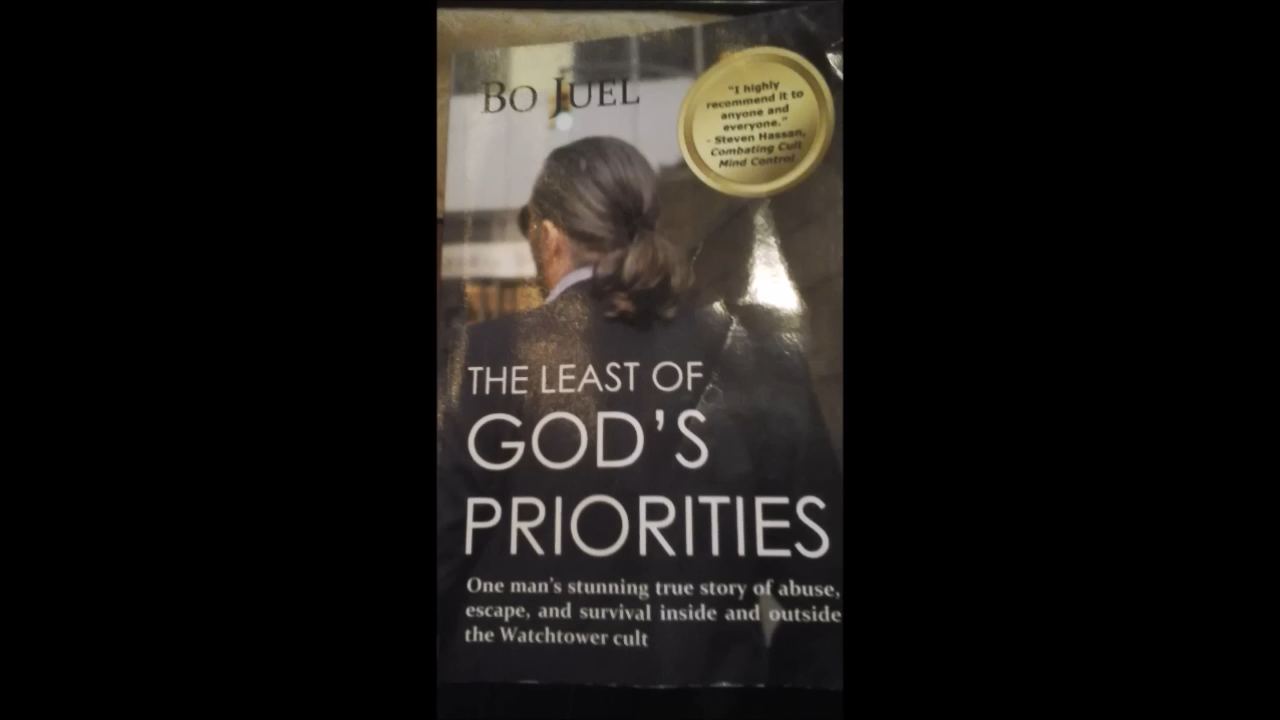 BO JUEL
"I highly
recommend it to
anyone and
everyone."
- Steven Hassan,
Combating Cult
Mind Control
THE LEAST OF
GOD'S
PRIORITIES
One man's stunning true story of abuse,
escape, and survival inside and outside
the Watchtower cult